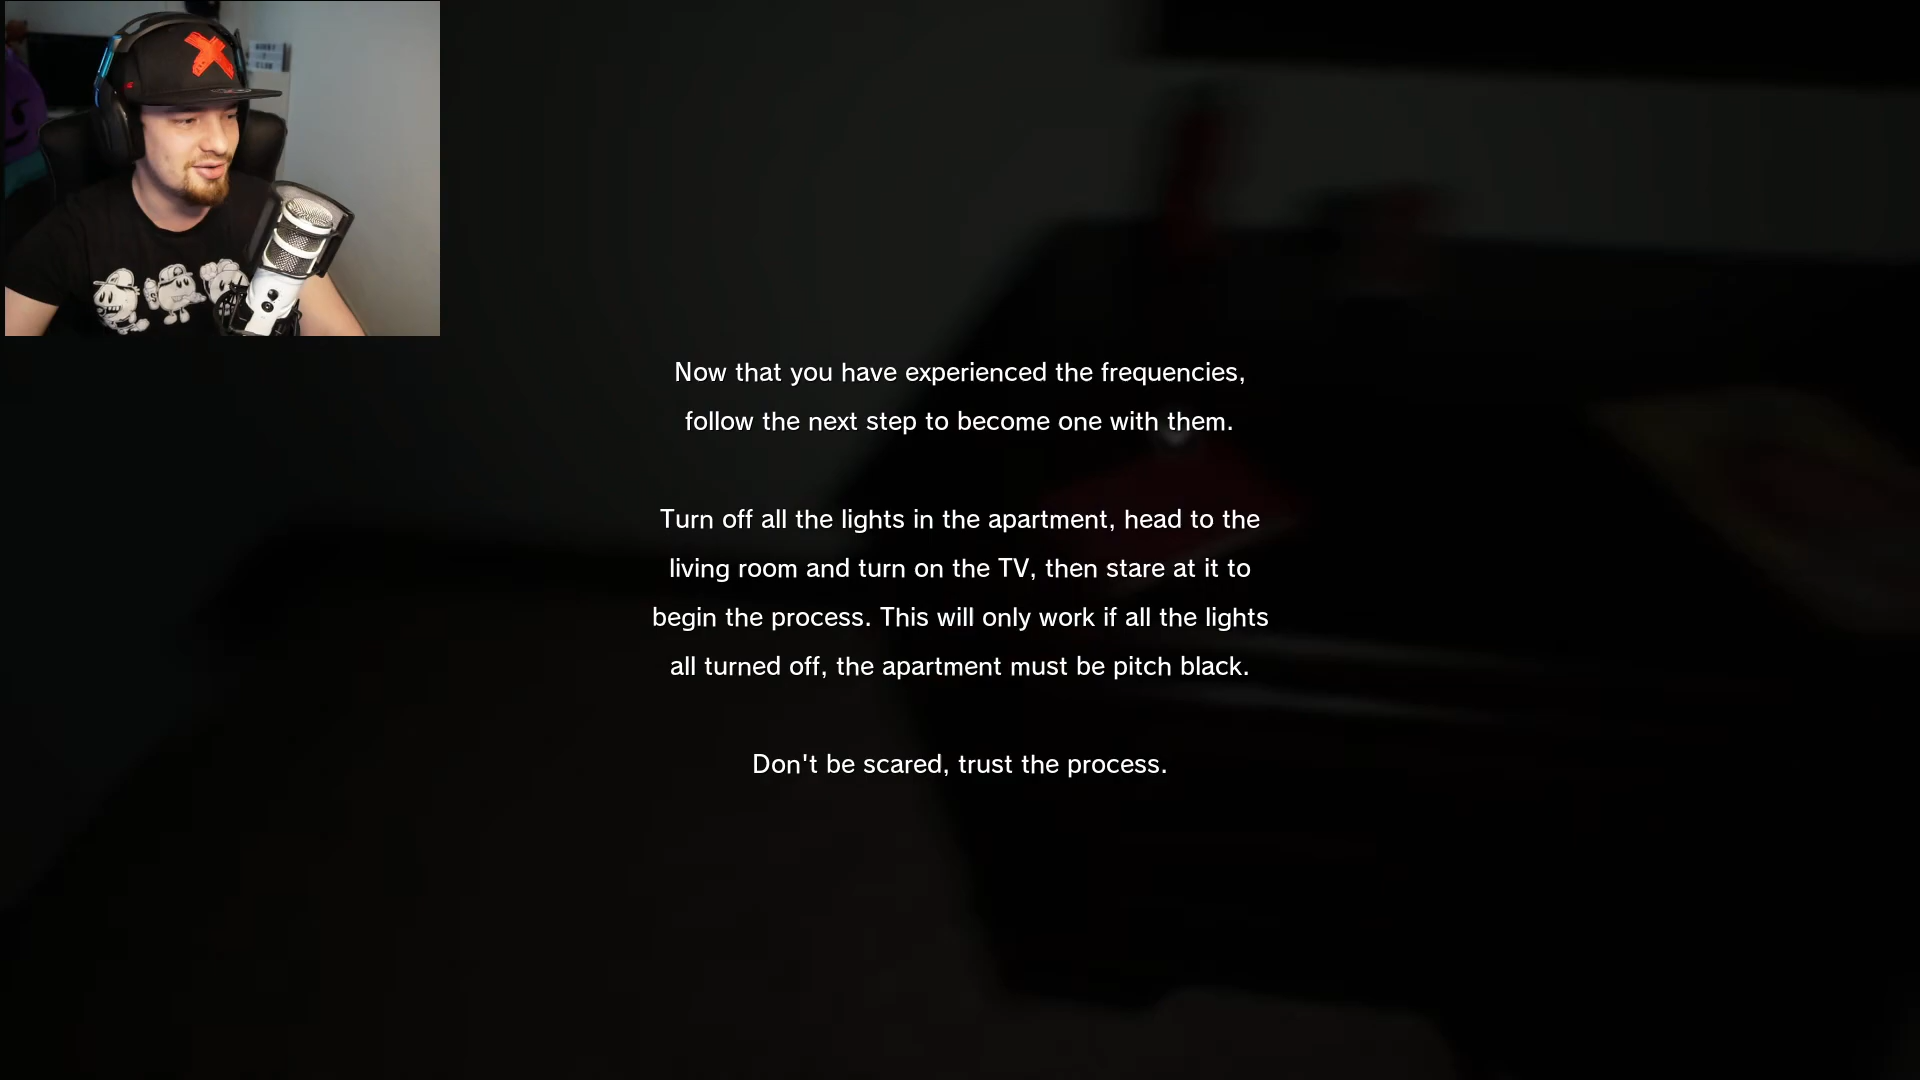 Now that you have experienced the frequencies,
follow the next step to become one with them.
Turn off all the lights in the apartment, head to the
living room and turn on the TV, then stare at it to
begin the process. This will only work if all the lights
all turned off, the apartment must be pitch black.
Don't be scared, trust the process.